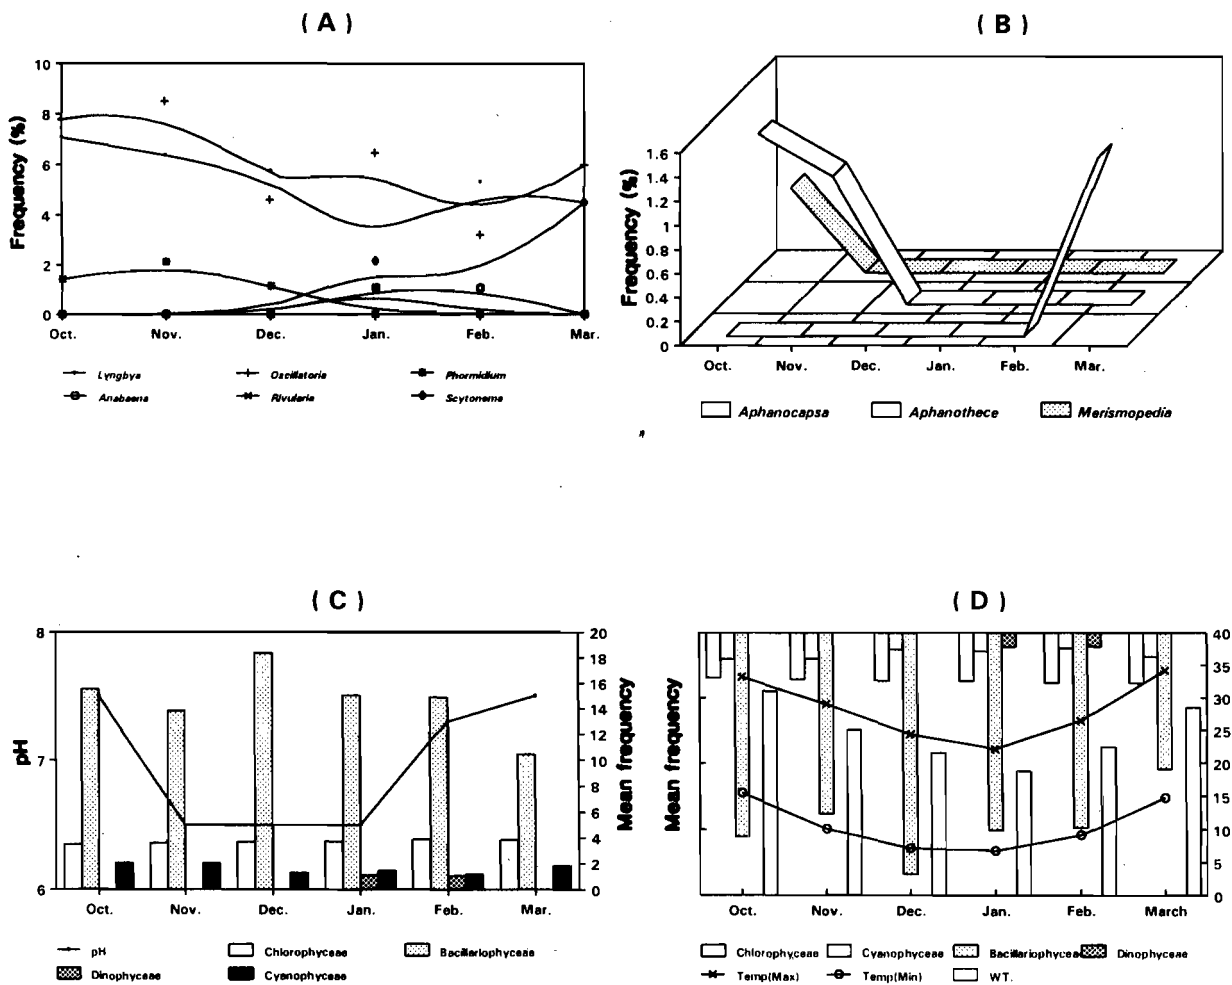 ( A )
Frequency (%)
10
8
6
4
2
0
Oct. Nov. Dec. Jan. Feb. Mar.
Lyngbya Oscillatoria Phormidium
Anabaena Rivularia Scytonema
( B )
Frequency (%)
1.6
1.4
1.2
1
0.8
0.6
0.4
0.2
0
Oct. Nov. Dec. Jan. Feb. Mar.
Aphanocapsa Aphanothece Merismopedia
( C )
pH
8
7
6
Mean frequency
20
18
16
14
12
10
8
6
4
2
0
Oct. Nov. Dec. Jan. Feb. Mar.
pH Chlorophyceae Bacillariophyceae
Dinophyceae Cyanophyceae
( D )
Mean frequency
40
35
30
25
20
15
10
5
0
Oct. Nov. Dec. Jan. Feb. March
Chlorophyceae Cyanophyceae Bacillariophyceae Dinophyceae
Temp(Max) Temp(Min) WT.